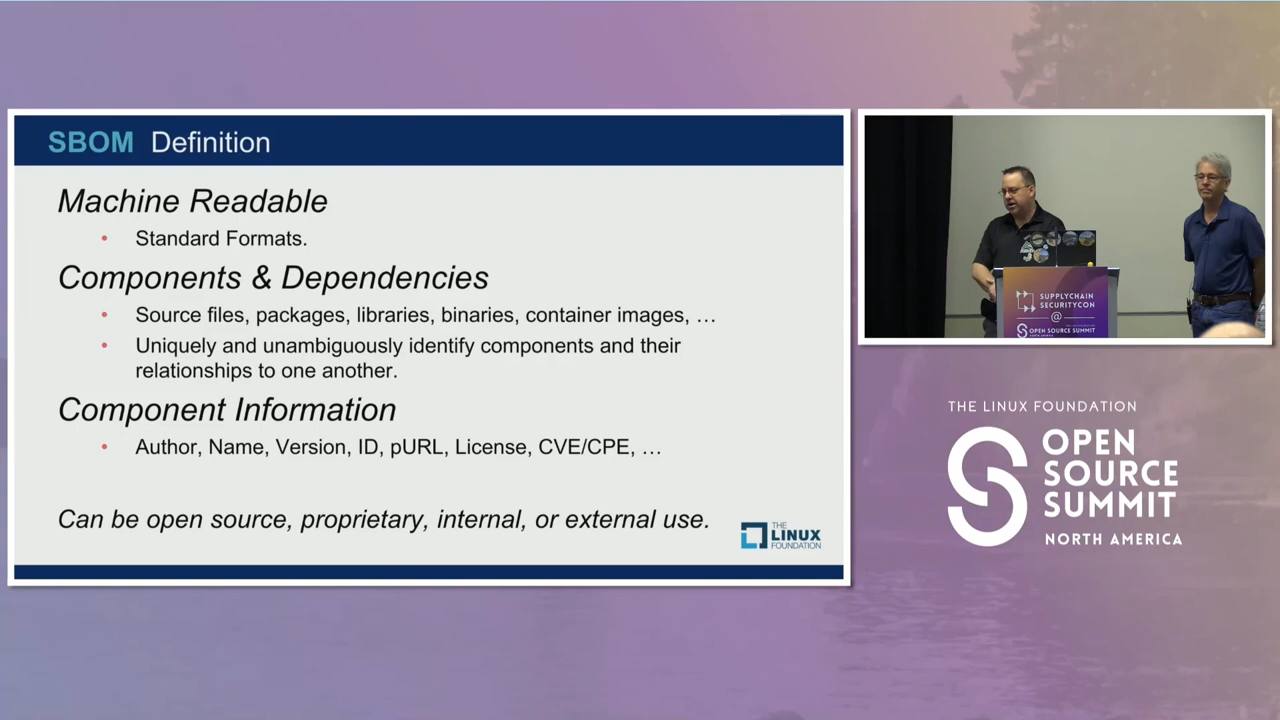 SBOM Definition
Machine Readable
• Standard Formats.
Components & Dependencies
• Source files, packages, libraries, binaries, container images, …
• Uniquely and unambiguously identify components and their
relationships to one another.
Component Information
• Author, Name, Version, ID, pURL, License, CVE/CPE, …
Can be open source, proprietary, internal, or external use.
THE
LINUX
FOUNDATION
SUPPLYCHAIN
SECURITYCON
@
OPEN SOURCE SUMMIT
THE LINUX FOUNDATION
OPEN
SOURCE
SUMMIT
NORTH AMERICA